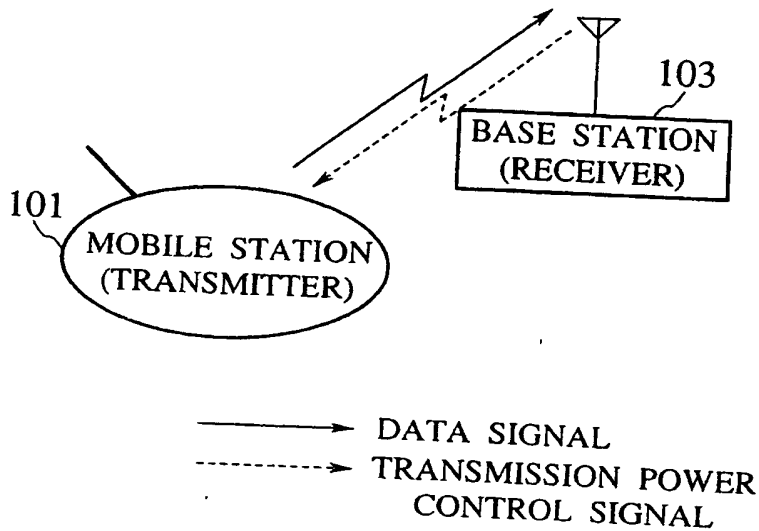 103
BASE STATION
(RECEIVER)
101
MOBILE STATION
(TRANSMITTER)
DATA SIGNAL
TRANSMISSION POWER
CONTROL SIGNAL